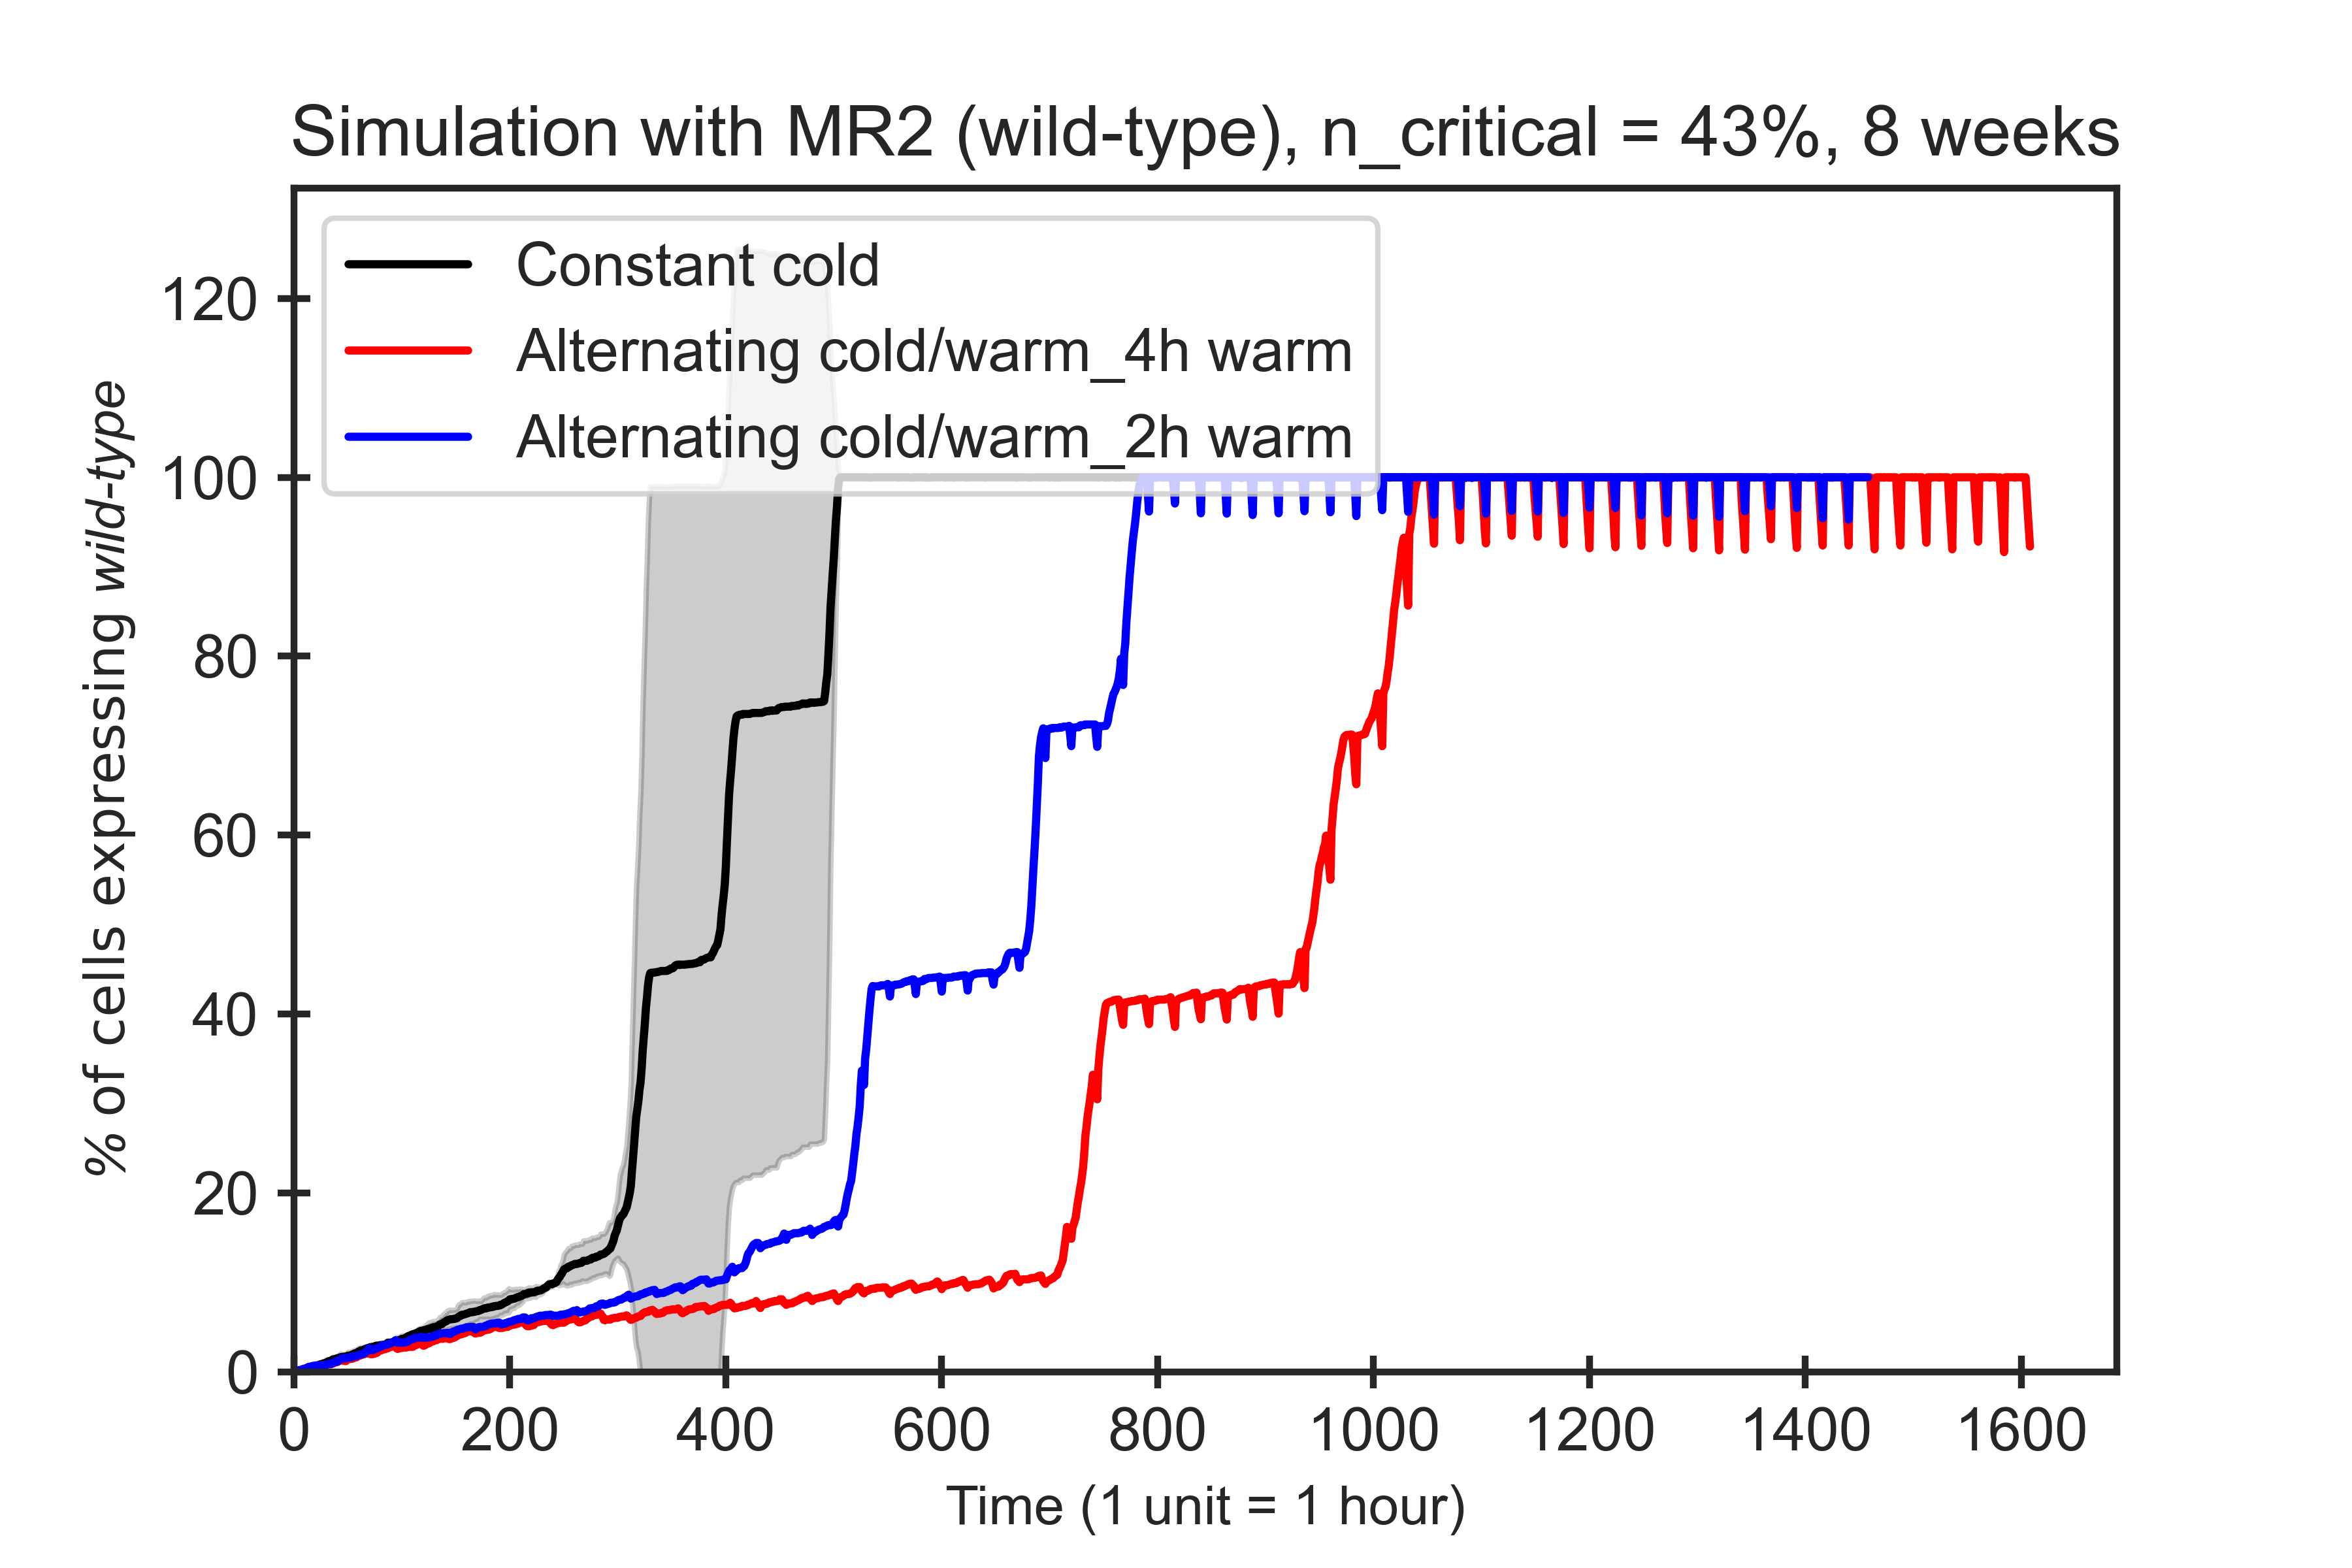 Simulation with MR2 (wild-type), n_critical = 43%, 8 weeks
Constant cold
Alternating cold/warm_4h warm
Alternating cold/warm_2h warm
% of cells expressing wild-type
120
100
80
60
40
20
0
0 200 400 600 800 1000 1200 1400 1600
Time (1 unit = 1 hour)